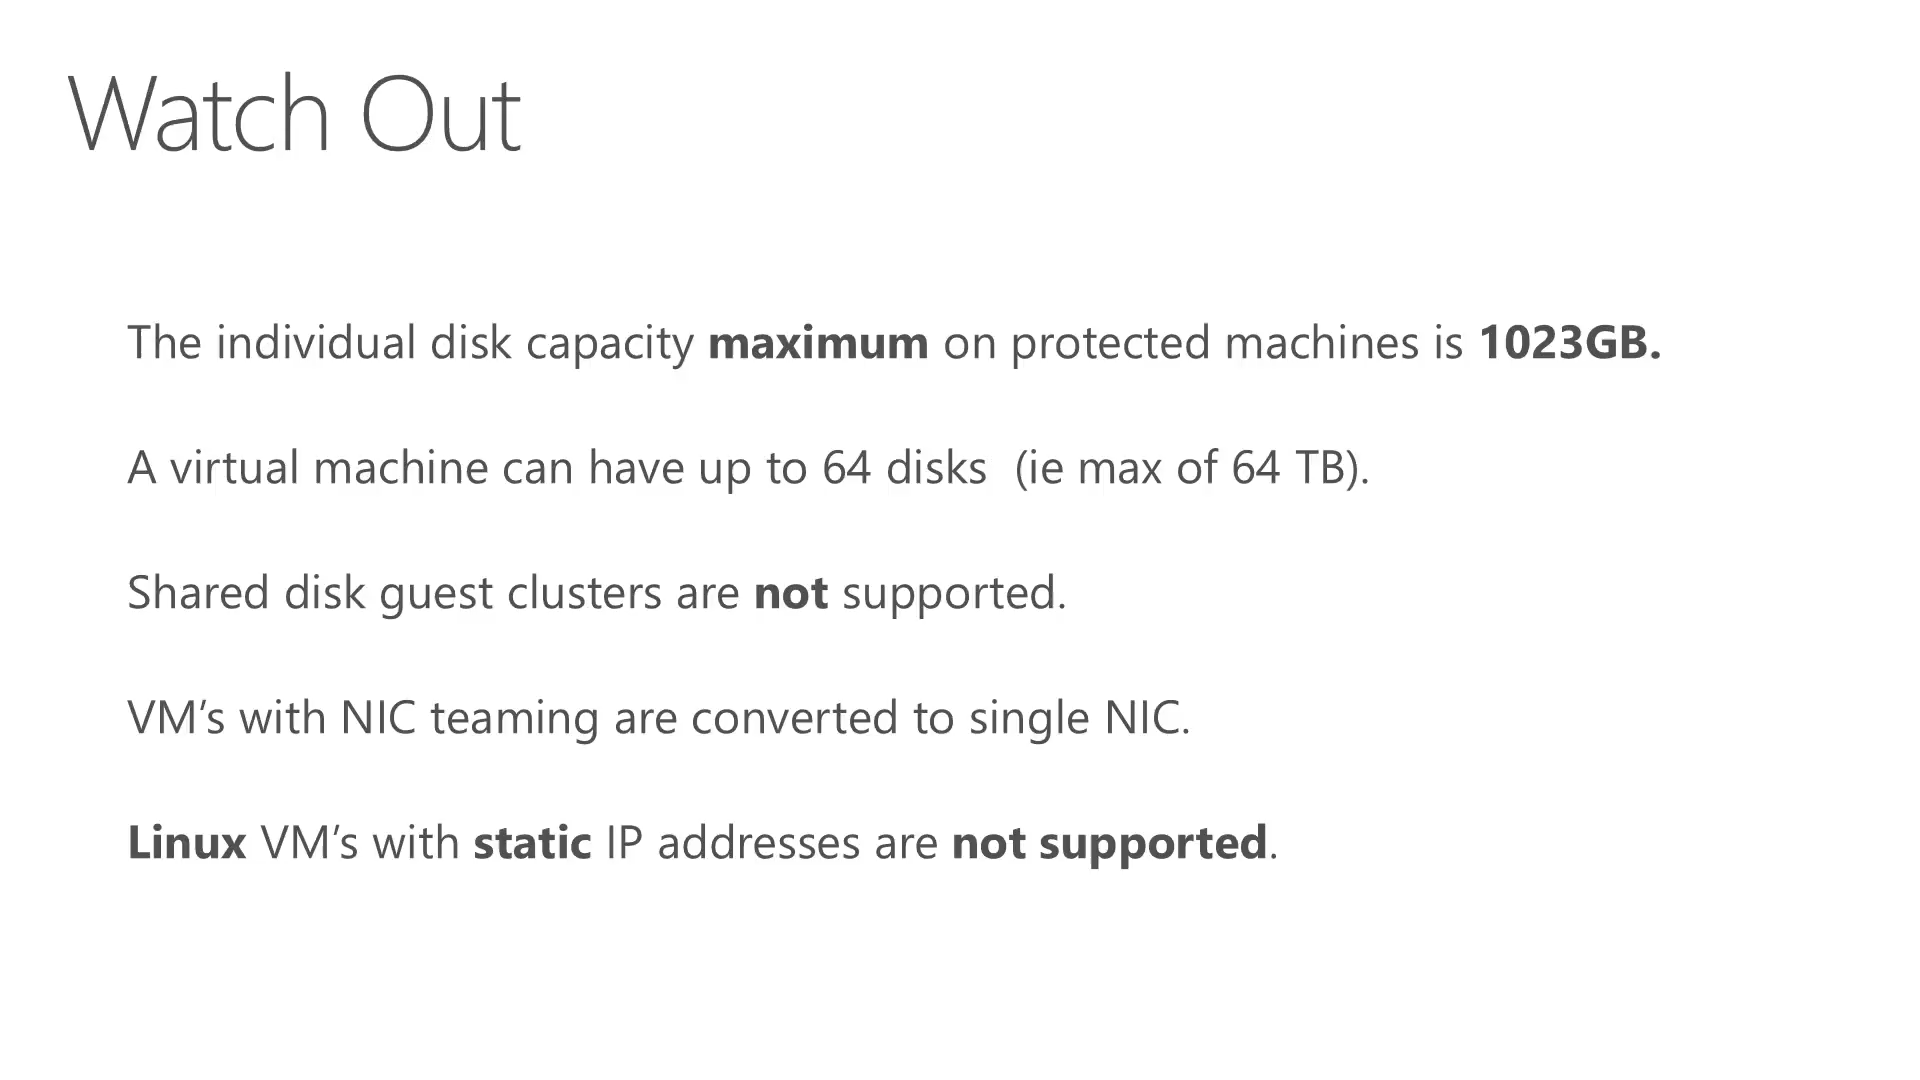 Watch Out
The individual disk capacity maximum on protected machines is 1023GB.
A virtual machine can have up to 64 disks  (ie max of 64 TB).
Shared disk guest clusters are not supported.
VM’s with NIC teaming are converted to single NIC.
Linux VM’s with static IP addresses are not supported.